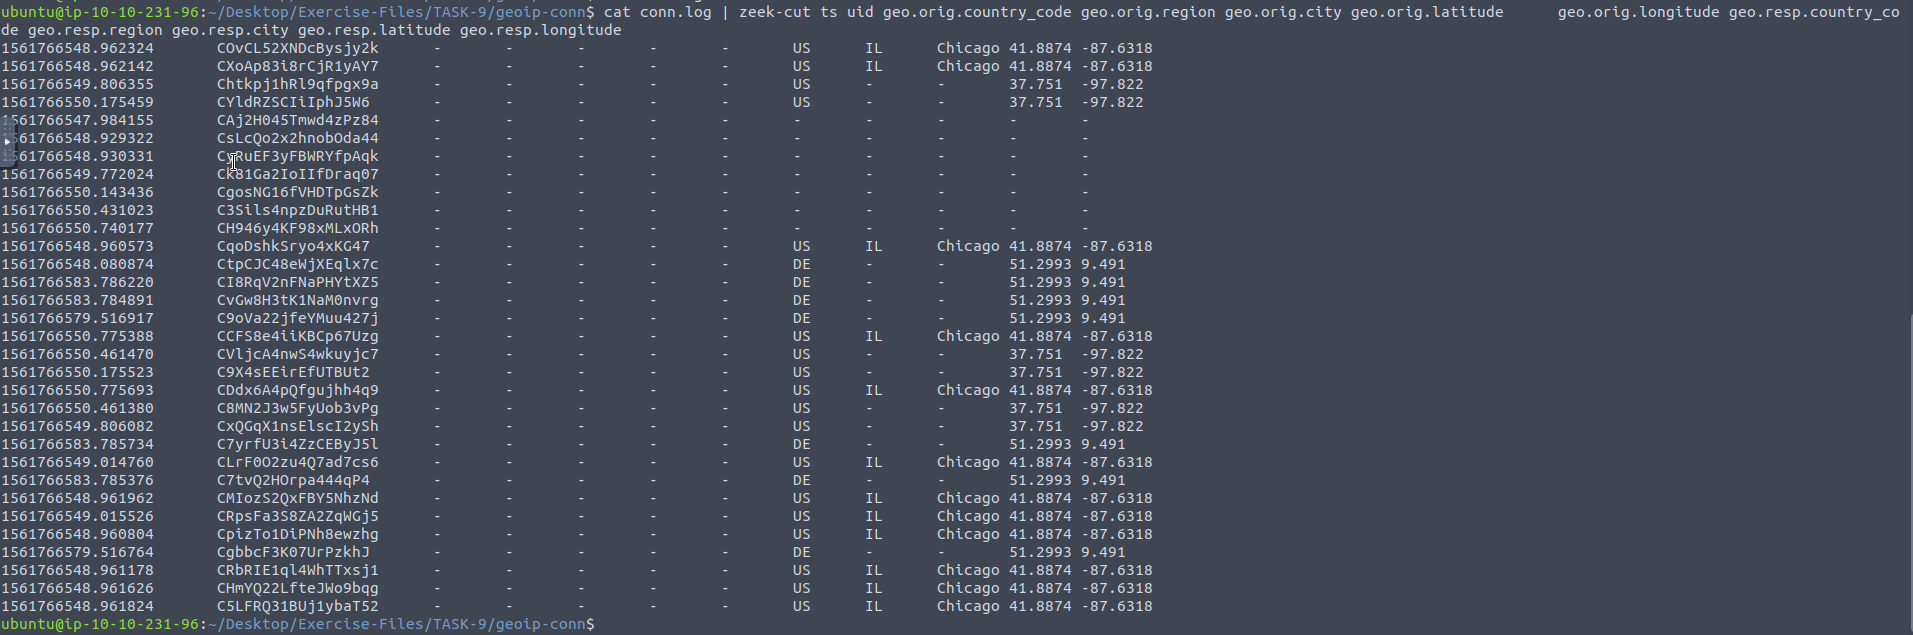 ubuntu@ip-10-10-231-96:~/Desktop/Exercise-Files/TASK-9/geoip-conn$ cat conn.log | zeek-cut ts uid geo.orig.country_code geo.orig.region geo.orig.city geo.orig.latitude geo.orig.longitude geo.resp.country_co
de geo.resp.region geo.resp.city geo.resp.latitude geo.resp.longitude
1561766548.962324 COvCL52XNDcBysjy2k - - - - - US IL Chicago 41.8874 -87.6318
1561766548.962142 CXoAp83i8rCjR1yAY7 - - - - - US IL Chicago 41.8874 -87.6318
1561766549.806355 Chtkpj1hRl9qfpgx9a - - - - - US - - 37.751 -97.822
1561766550.175459 CYldRZSCIiIphJ5W6 - - - - - US - - 37.751 -97.822
1561766547.984155 CAj2H045Tmwd4zPz84 - - - - - - - - - -
1561766548.929322 CsLcQo2x2hnobOda44 - - - - - - - - - -
1561766548.930331 CyRuEF3yFBWRYfpAqk - - - - - - - - - -
1561766549.772024 Ck81Ga2IoIIfDraq07 - - - - - - - - - -
1561766550.143436 CgosNG16fVHDTpGsZk - - - - - - - - - -
1561766550.431023 C3Sils4npzDuRutHB1 - - - - - - - - - -
1561766550.740177 CH946y4KF98xMLxORh - - - - - - - - - -
1561766548.960573 CqoDshkSryo4xKG47 - - - - - US IL Chicago 41.8874 -87.6318
1561766548.080874 CtpCJC48eWjXEqlx7c - - - - - DE - - 51.2993 9.491
1561766583.786220 CI8RqV2nFNaPHYtXZ5 - - - - - DE - - 51.2993 9.491
1561766583.784891 CvGw8H3tK1NaM0nvrg - - - - - DE - - 51.2993 9.491
1561766579.516917 C9oVa22jfeYMuu427j - - - - - DE - - 51.2993 9.491
1561766550.775388 CCFS8e4iiKBCp67Uzg - - - - - US IL Chicago 41.8874 -87.6318
1561766550.461470 CVljcA4nwS4wkuyjc7 - - - - - US - - 37.751 -97.822
1561766550.175523 C9X4sEEirEfUTBUt2 - - - - - US - - 37.751 -97.822
1561766550.775693 CDdx6A4pQfgujhh4q9 - - - - - US IL Chicago 41.8874 -87.6318
1561766550.461380 C8MN2J3w5FyUob3vPg - - - - - US - - 37.751 -97.822
1561766549.806082 CxQGqX1nsElscI2ySh - - - - - US - - 37.751 -97.822
1561766583.785734 C7yrfU3i4ZzCEByJ5l - - - - - DE - - 51.2993 9.491
1561766549.014760 CLrF0O2zu4Q7ad7cs6 - - - - - US IL Chicago 41.8874 -87.6318
1561766583.785376 C7tvQ2HOrpa444qP4 - - - - - DE - - 51.2993 9.491
1561766548.961962 CMIozS2QxFBY5NhzNd - - - - - US IL Chicago 41.8874 -87.6318
1561766549.015526 CRpsFa3S8ZA2ZqWGj5 - - - - - US IL Chicago 41.8874 -87.6318
1561766548.960804 CpizTo1DiPNh8ewzhg - - - - - US IL Chicago 41.8874 -87.6318
1561766579.516764 CgbbcF3K07UrPzkhJ - - - - - DE - - 51.2993 9.491
1561766548.961178 CRbRIE1ql4WhTTxsj1 - - - - - US IL Chicago 41.8874 -87.6318
1561766548.961626 CHmYQ22LfteJWo9bqg - - - - - US IL Chicago 41.8874 -87.6318
1561766548.961824 C5LFRQ31BUj1ybaT52 - - - - - US IL Chicago 41.8874 -87.6318
ubuntu@ip-10-10-231-96:~/Desktop/Exercise-Files/TASK-9/geoip-conn$